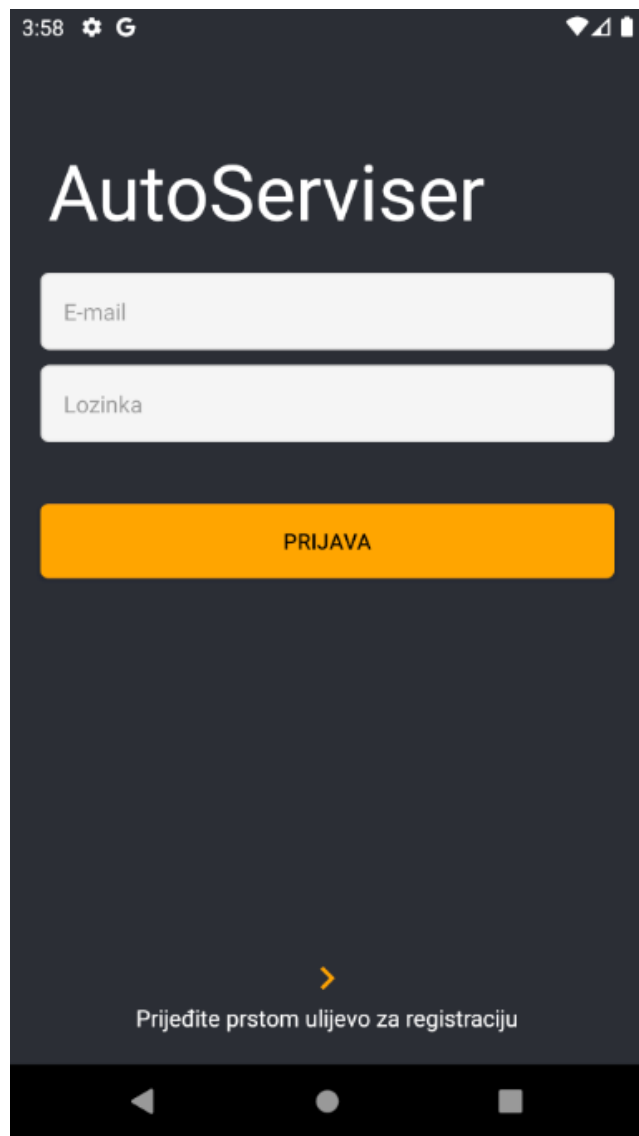 3:58 G
AutoServiser
E-mail
Lozinka
PRIJAVA
Prijeđite prstom ulijevo za registraciju